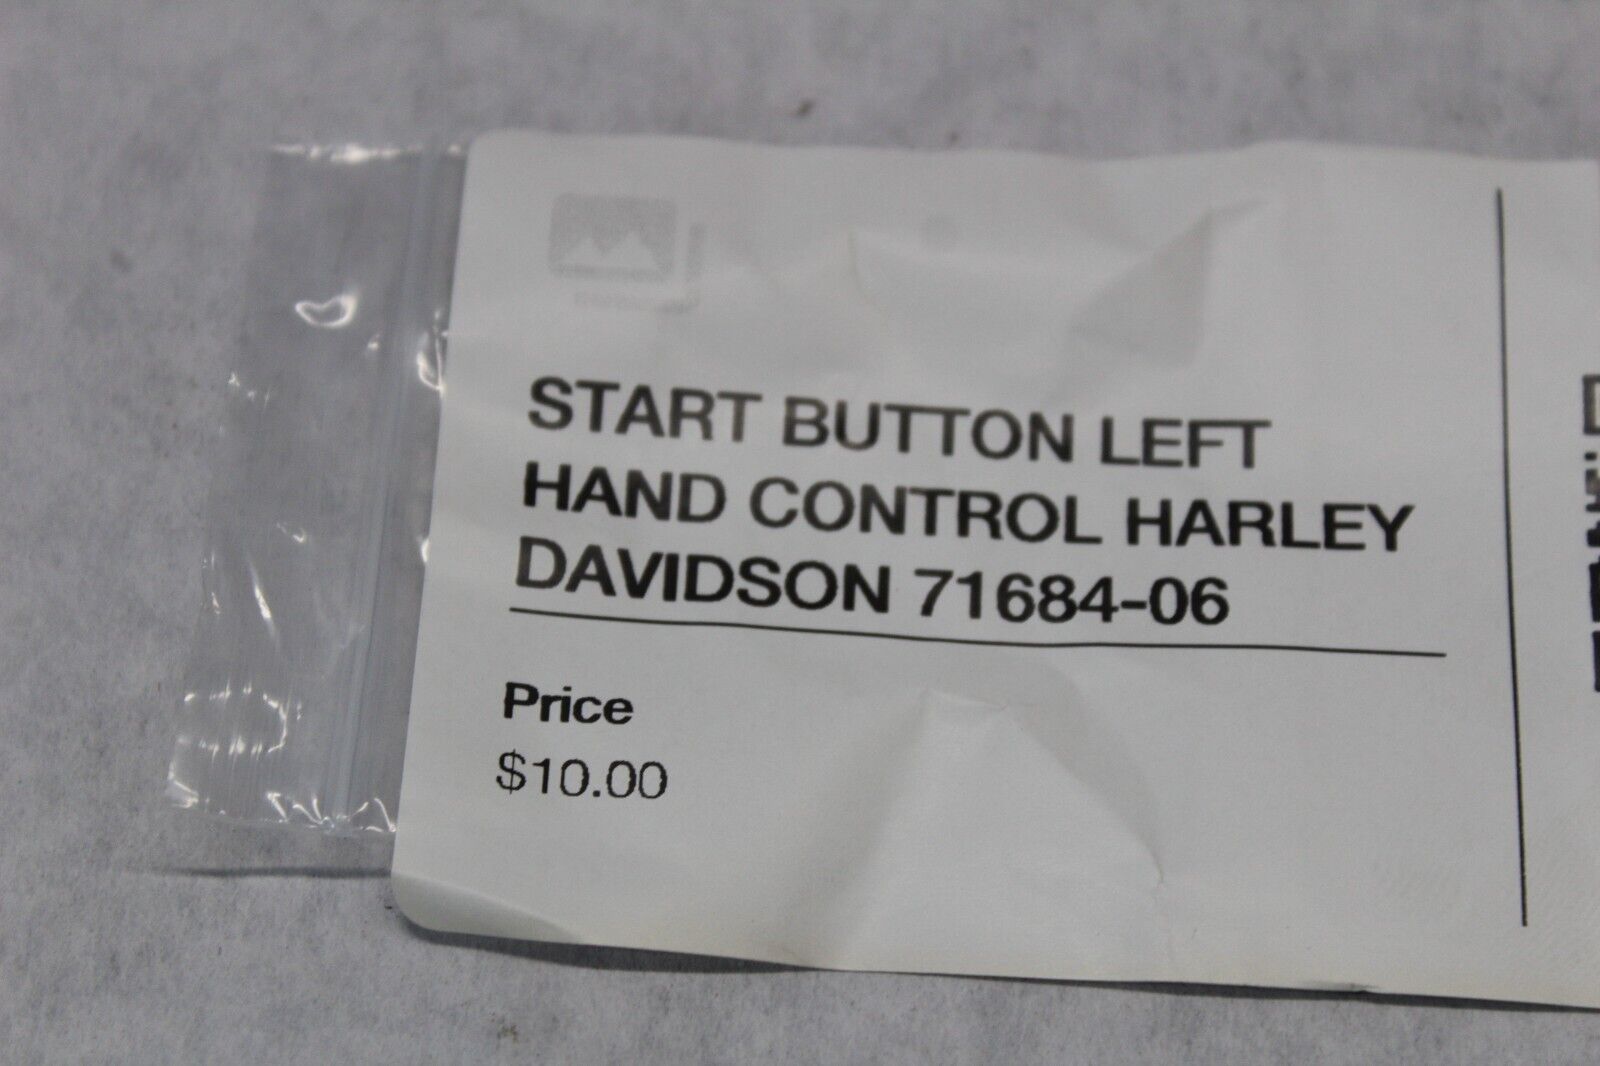 START BUTTON LEFT
HAND CONTROL HARLEY
DAVIDSON 71684-06
Price
$10.00